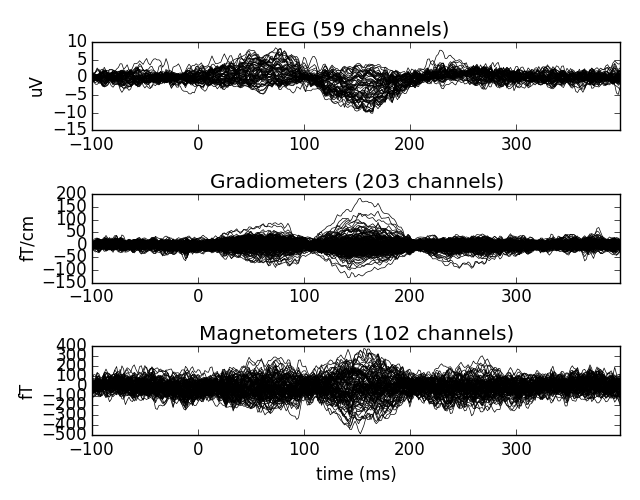 EEG (59 channels)
10
5
0
−5
−10
−15
uV
−100 0 100 200 300
Gradiometers (203 channels)
200
150
100
50
0
−50
−100
−150
fT/cm
−100 0 100 200 300
Magnetometers (102 channels)
400
300
200
100
0
−100
−200
−300
−400
−500
fT
−100 0 100 200 300
time (ms)